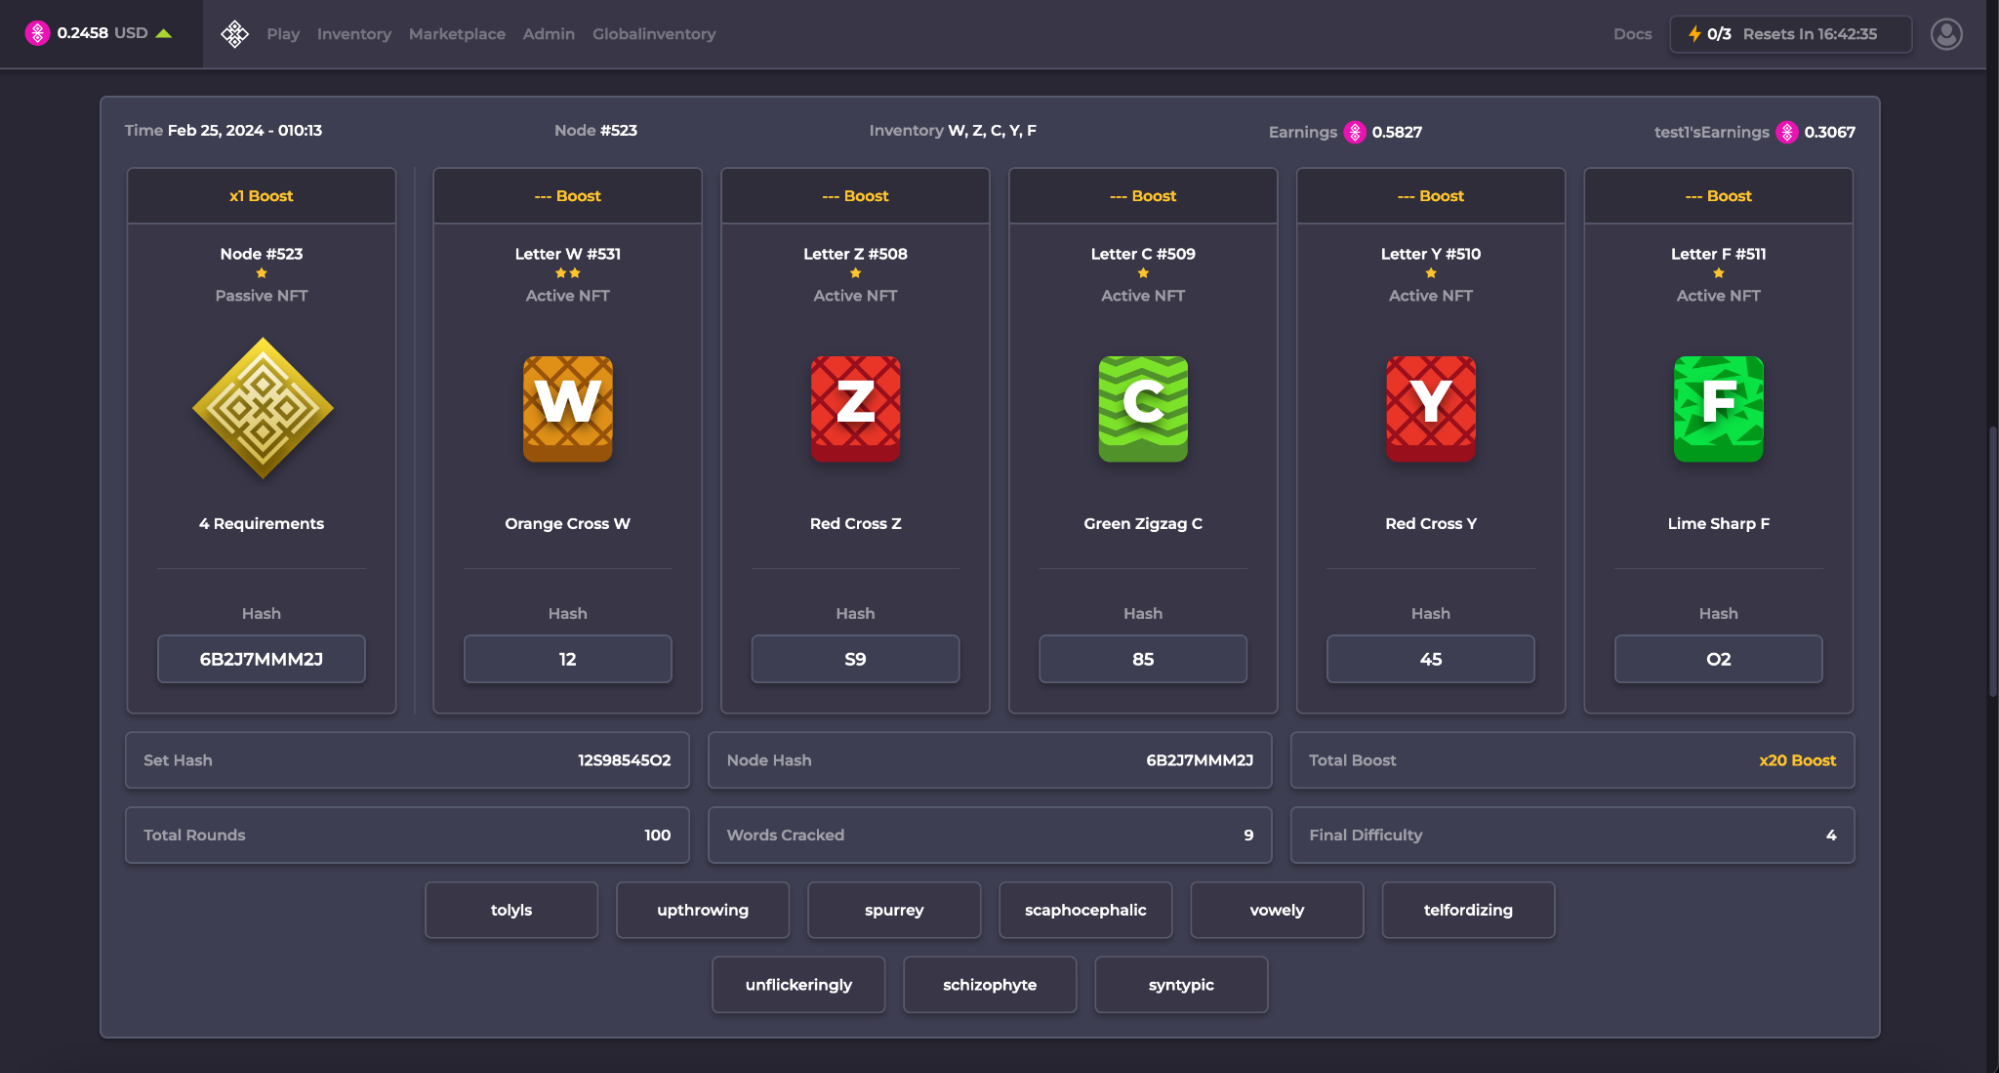 0.2458 USD
Play Inventory Marketplace Admin Globalinventory
Docs
0/3 Resets In 16:42:35
Time Feb 25, 2024 - 010:13
Node #523
Inventory W, Z, C, Y, F
Earnings 0.5827
test1'sEarnings 0.3067
x1 Boost
Node #523
Passive NFT
4 Requirements
Hash
6B2J7MMM2J
--- Boost
Letter W #531
Active NFT
W
Orange Cross W
Hash
12
--- Boost
Letter Z #508
Active NFT
Z
Red Cross Z
Hash
S9
--- Boost
Letter C #509
Active NFT
C
Green Zigzag C
Hash
85
--- Boost
Letter Y #510
Active NFT
Y
Red Cross Y
Hash
45
--- Boost
Letter F #511
Active NFT
F
Lime Sharp F
Hash
O2
Set Hash 12S98545O2
Node Hash 6B2J7MMM2J
Total Boost x20 Boost
Total Rounds 100
Words Cracked 9
Final Difficulty 4
tolyls
upthrowing
spurrey
scaphocephalic
vowely
telfordizing
unflickeringly
schizophyte
syntypic